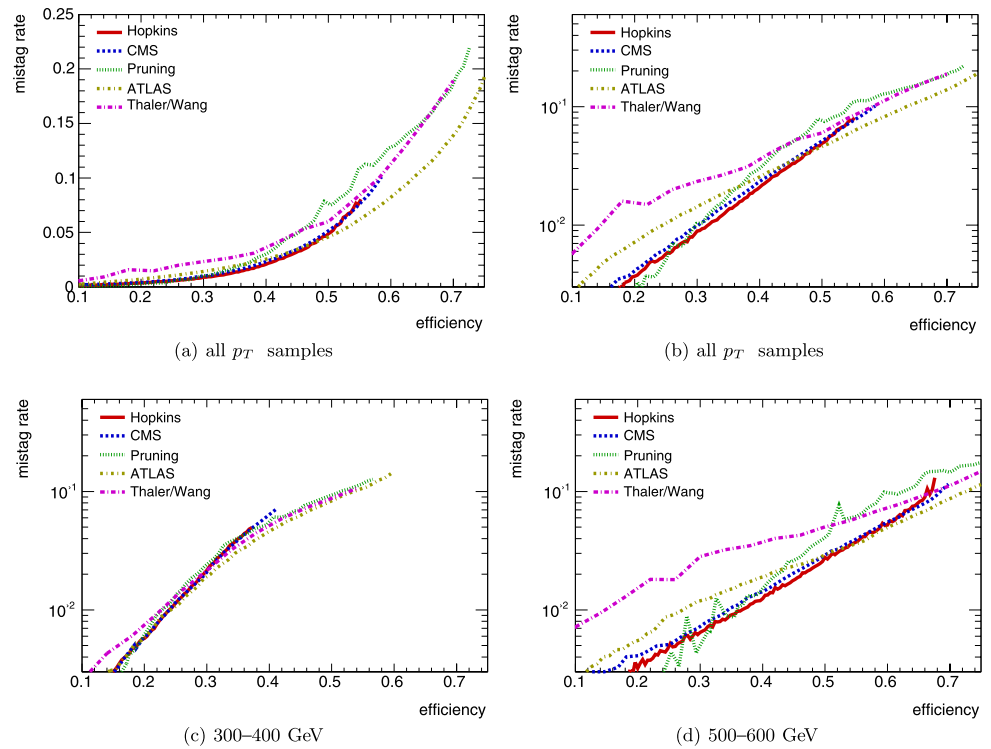 mistag rate
0.25
0.2
0.15
0.1
0.05
0
Hopkins
CMS
Pruning
ATLAS
Thaler/Wang
0.1 0.2 0.3 0.4 0.5 0.6 0.7
efficiency
(a) all p_T samples
mistag rate
10^-1
10^-2
Hopkins
CMS
Pruning
ATLAS
Thaler/Wang
0.1 0.2 0.3 0.4 0.5 0.6 0.7
efficiency
(b) all p_T samples
mistag rate
10^-1
10^-2
Hopkins
CMS
Pruning
ATLAS
Thaler/Wang
0.1 0.2 0.3 0.4 0.5 0.6 0.7
efficiency
(c) 300–400 GeV
mistag rate
10^-1
10^-2
Hopkins
CMS
Pruning
ATLAS
Thaler/Wang
0.1 0.2 0.3 0.4 0.5 0.6 0.7
efficiency
(d) 500–600 GeV